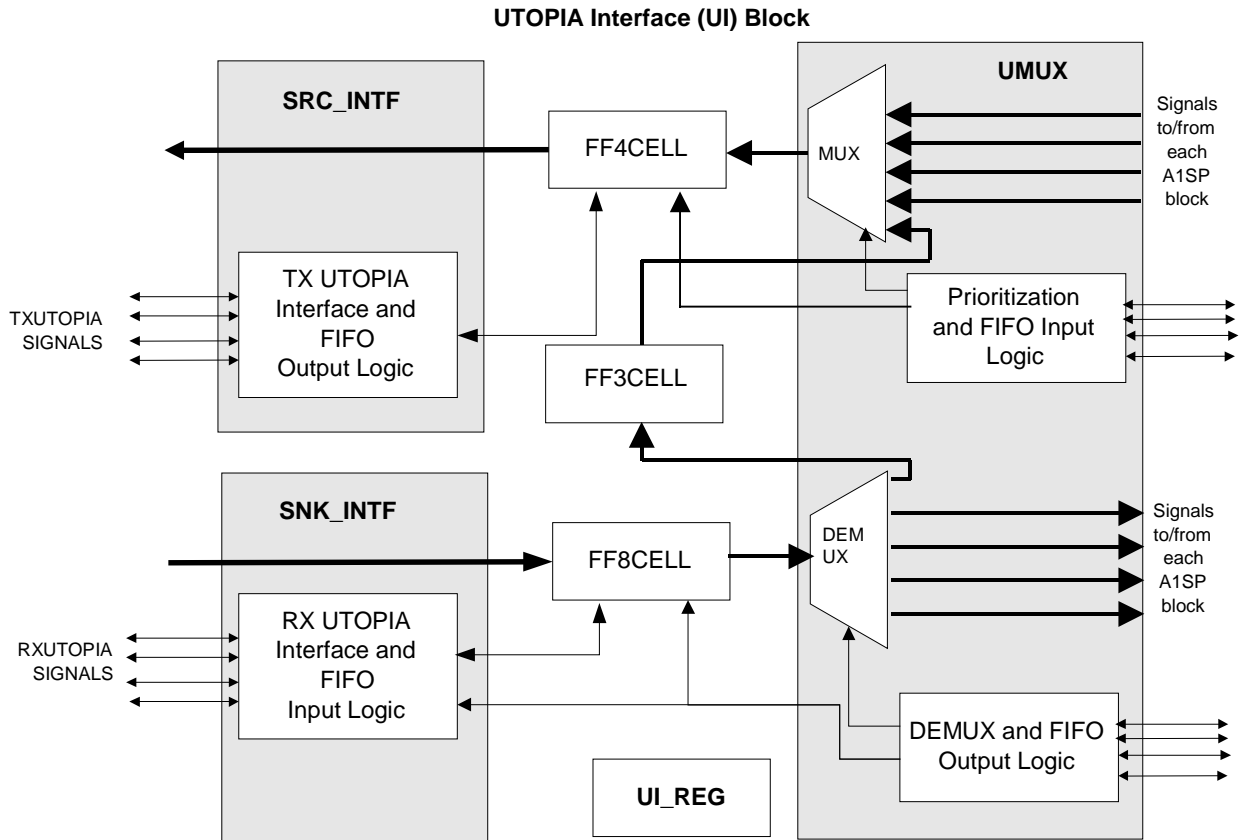 UTOPIA Interface (UI) Block
SRC_INTF
UMUX
FF4CELL
MUX
Signals
to/from
each
A1SP
block
TX UTOPIA
Interface and
FIFO
Output Logic
TXUTOPIA
SIGNALS
Prioritization
and FIFO Input
Logic
FF3CELL
SNK_INTF
FF8CELL
DEM
UX
Signals
to/from
each
A1SP
block
RX UTOPIA
Interface and
FIFO
Input Logic
RXUTOPIA
SIGNALS
DEMUX and FIFO
Output Logic
UI_REG